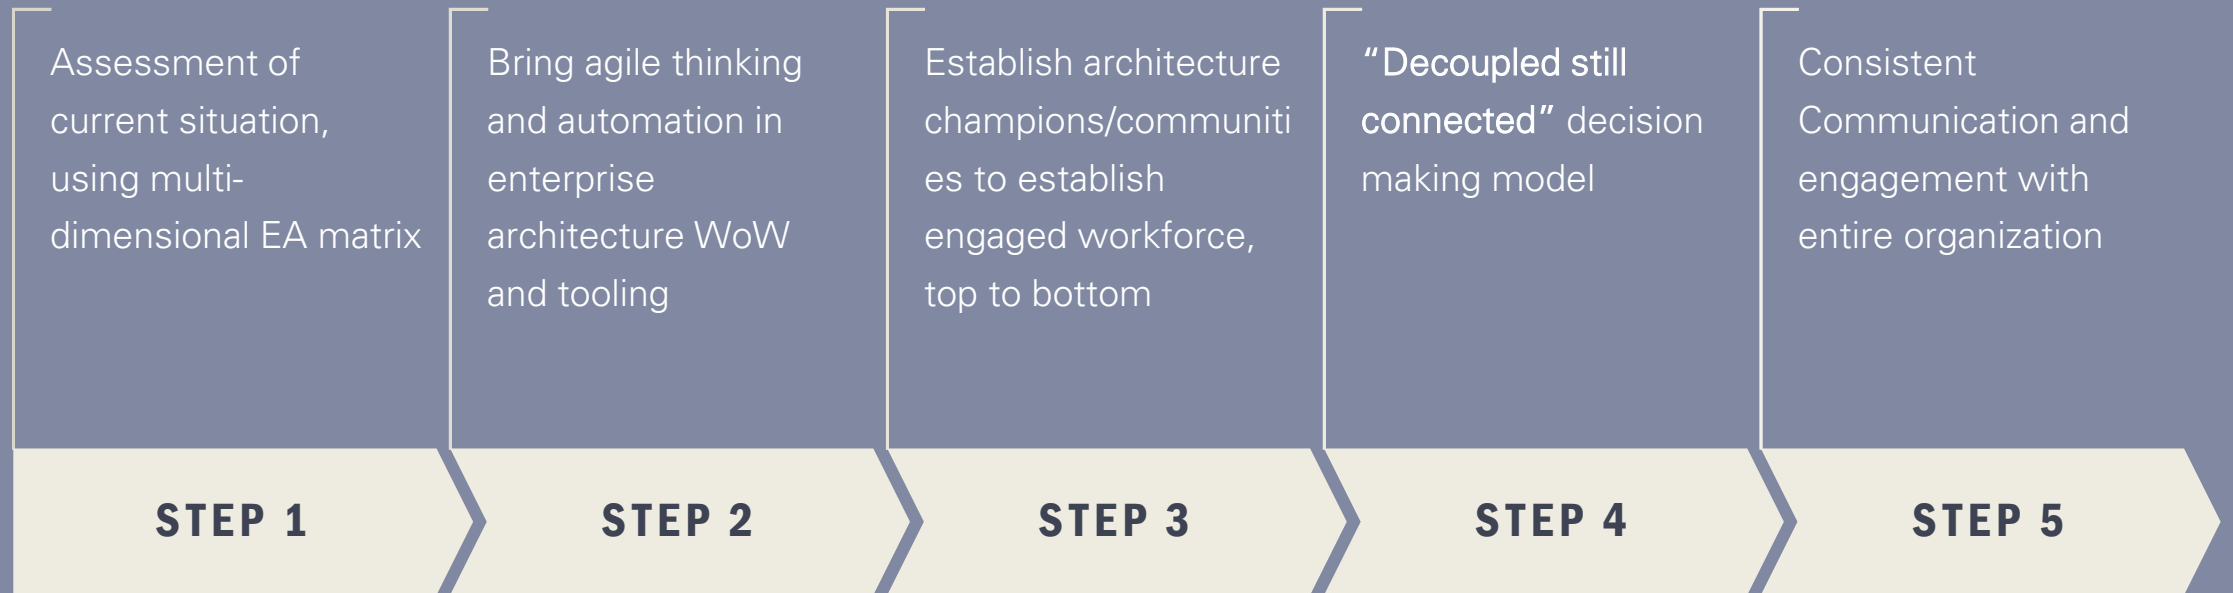 Assessment of
current situation,
using multi-
dimensional EA matrix
Bring agile thinking
and automation in
enterprise
architecture WoW
and tooling
Establish architecture
champions/communiti
es to establish
engaged workforce,
top to bottom
“Decoupled still
connected” decision
making model
Consistent
Communication and
engagement with
entire organization
STEP 1
STEP 2
STEP 3
STEP 4
STEP 5